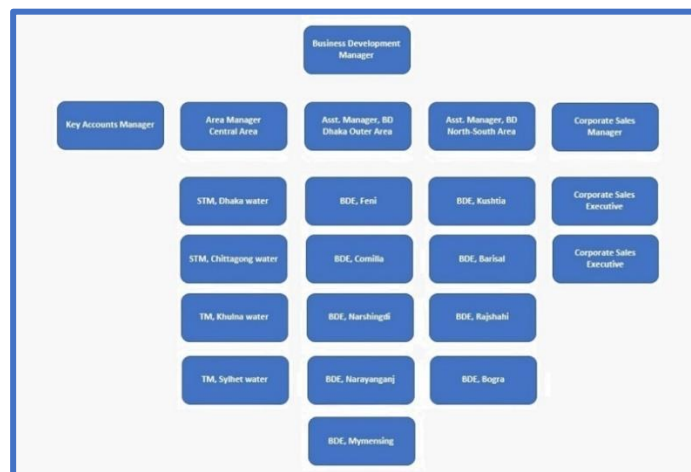 Business Development
Manager
Key Accounts Manager
Area Manager
Central Area
Asst. Manager, BD
Dhaka Outer Area
Asst. Manager, BD
North-South Area
Corporate Sales
Manager
STM, Dhaka water
BDE, Feni
BDE, Kushtia
Corporate Sales
Executive
STM, Chittagong water
BDE, Comilla
BDE, Barisal
Corporate Sales
Executive
TM, Khulna water
BDE, Narshingdi
BDE, Rajshahi
TM, Sylhet water
BDE, Narayanganj
BDE, Bogra
BDE, Mymensing